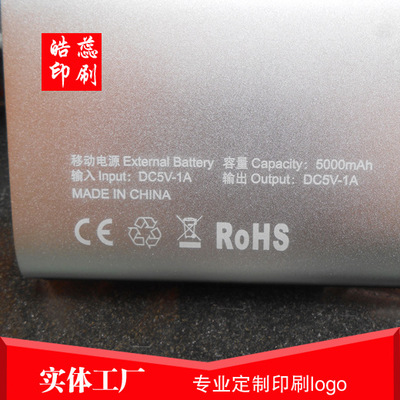 皓蕊
印刷
移动电源 External Battery 容量 Capacity: 5000mAh
输入 Input: DC5V-1A 输出 Output: DC5V-1A
MADE IN CHINA
CE RoHS
实体工厂 专业定制印刷logo